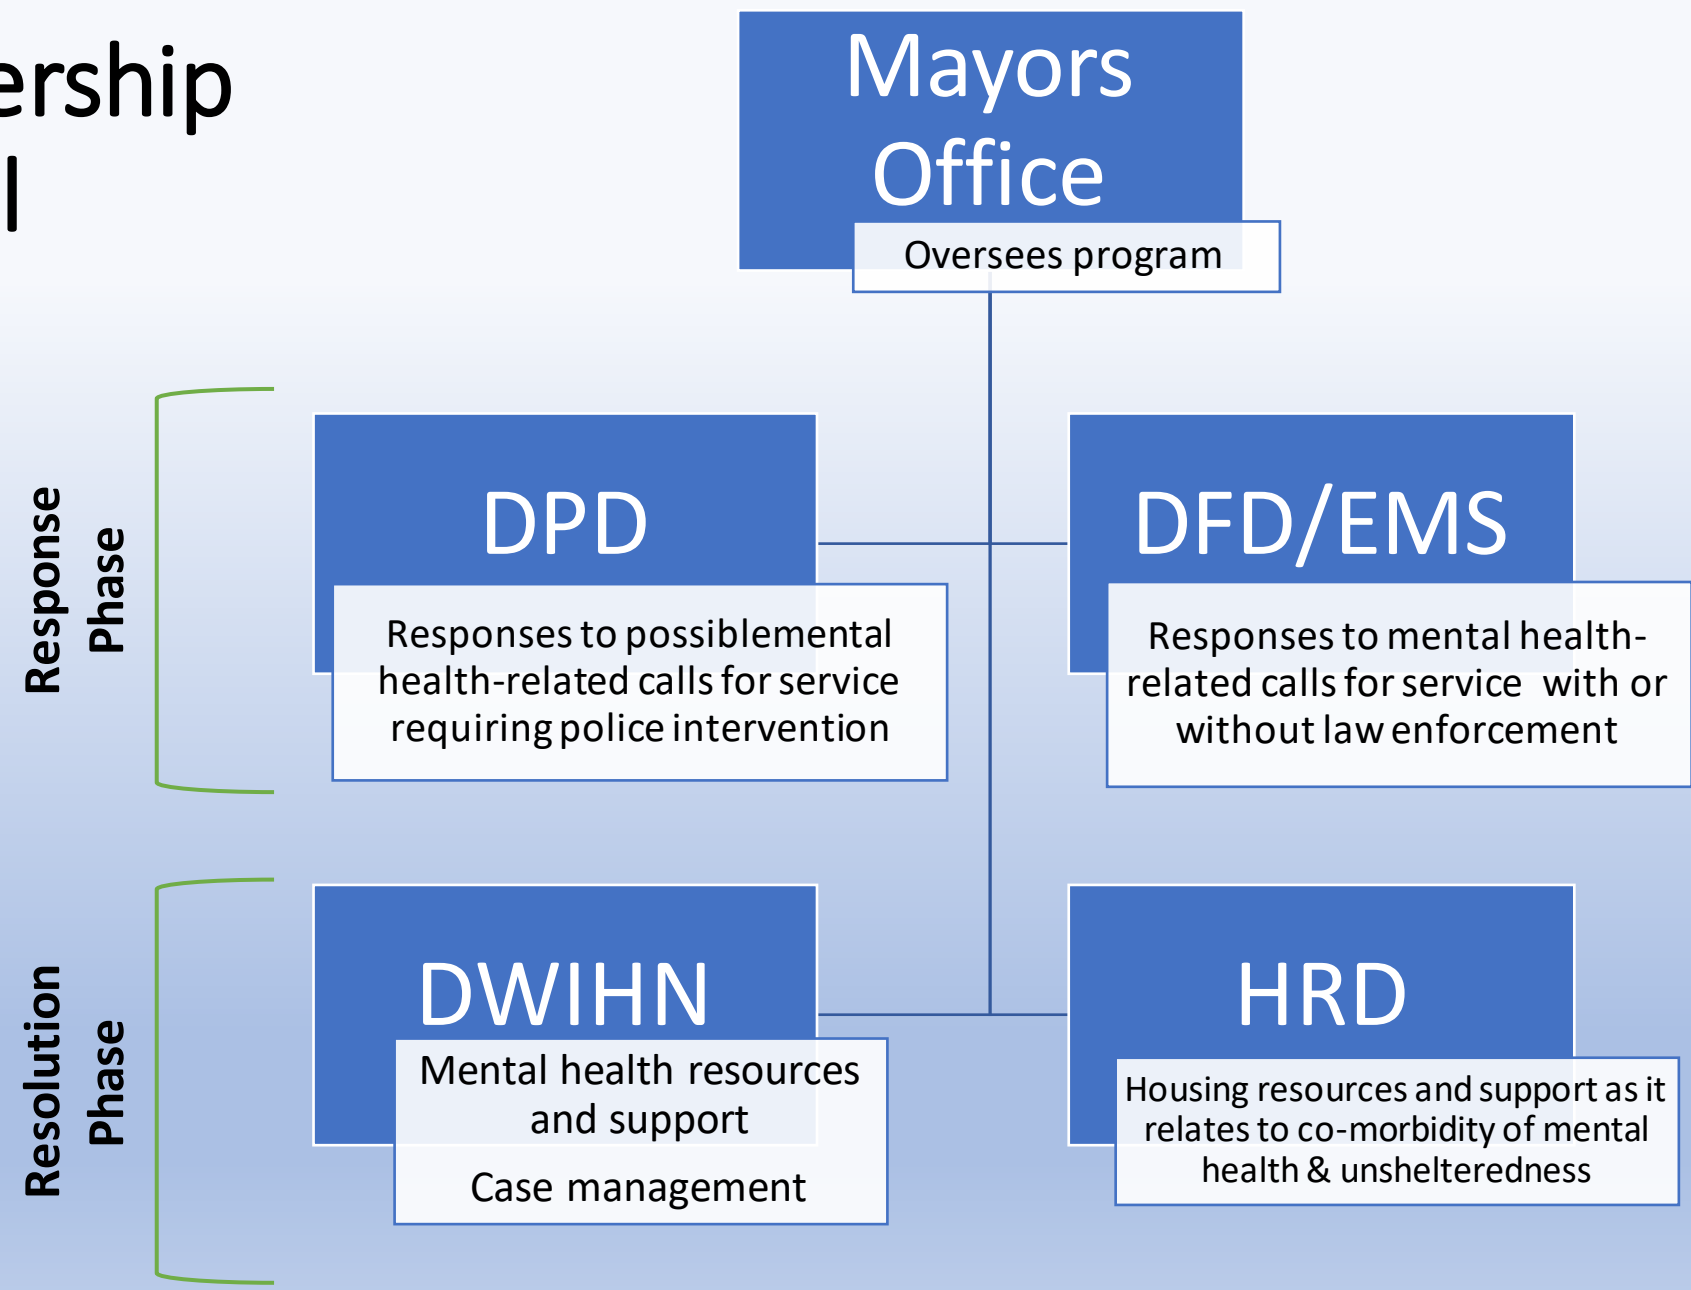 ership
l
Mayors
Office
Oversees program
Response
Phase
DPD
Responses to possiblemental
health-related calls for service
requiring police intervention
DFD/EMS
Responses to mental health-
related calls for service with or
without law enforcement
Resolution
Phase
DWIHN
Mental health resources
and support
Case management
HRD
Housing resources and support as it
relates to co-morbidity of mental
health & unshelteredness